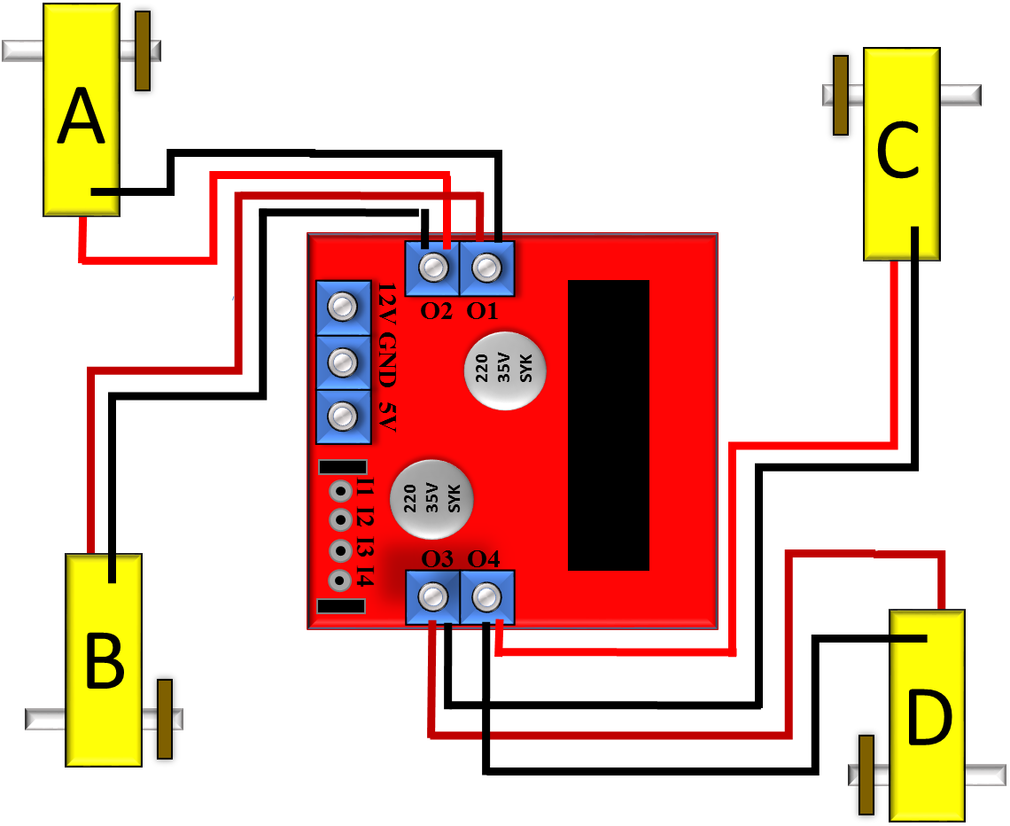 A
C
O2 O1
12V GND 5V
220
35V
SYK
220
35V
SYK
I1 I2 I3 I4
O3 O4
B
D